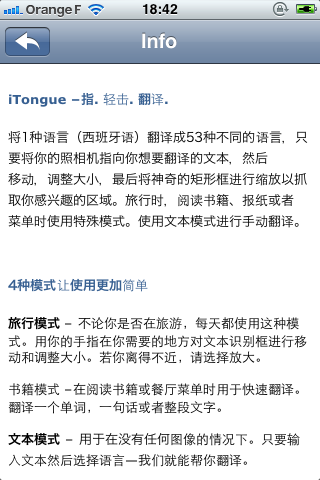 Orange F 18:42
Info
iTongue –指. 轻击. 翻译.
将1种语言（西班牙语）翻译成53种不同的语言，只
要将你的照相机指向你想要翻译的文本，然后
移动，调整大小，最后将神奇的矩形框进行缩放以抓
取你感兴趣的区域。旅行时，阅读书籍、报纸或者
菜单时使用特殊模式。使用文本模式进行手动翻译。
4种模式让使用更加简单
旅行模式 – 不论你是否在旅游，每天都使用这种模
式。用你的手指在你需要的地方对文本识别框进行移
动和调整大小。若你离得不近，请选择放大。
书籍模式 –在阅读书籍或餐厅菜单时用于快速翻译。
翻译一个单词，一句话或者整段文字。
文本模式 – 用于在没有任何图像的情况下。只要输
入文本然后选择语言—我们就能帮你翻译。